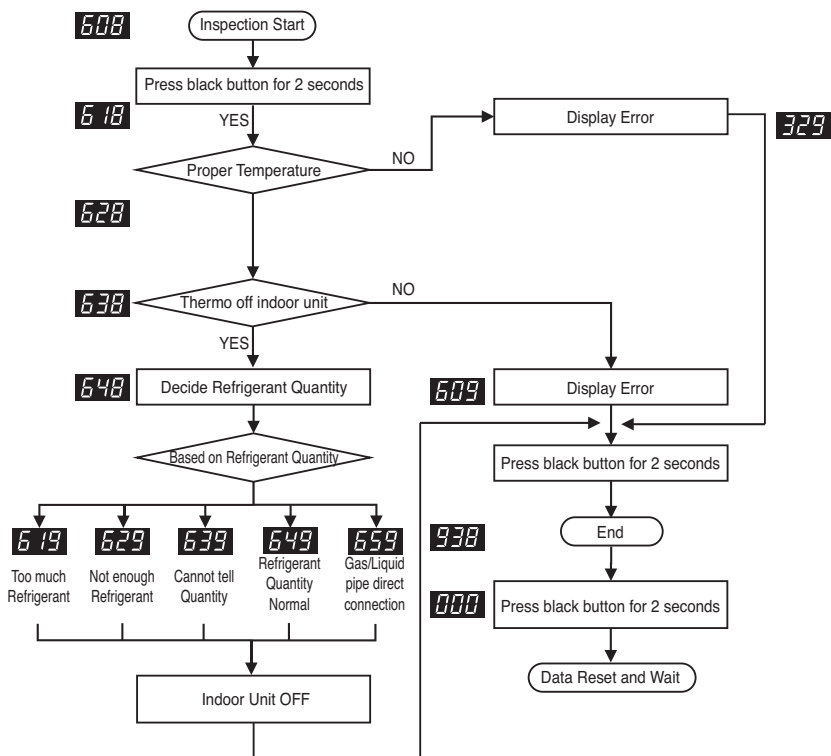 608
Inspection Start
Press black button for 2 seconds
618
YES
Display Error
329
NO
Proper Temperature
628
638
Thermo off indoor unit
NO
YES
648
Decide Refrigerant Quantity
609
Display Error
Based on Refrigerant Quantity
Press black button for 2 seconds
619
629
639
649
659
Too much
Refrigerant
Not enough
Refrigerant
Cannot tell
Quantity
Refrigerant
Quantity
Normal
Gas/Liquid
pipe direct
connection
938
End
000
Press black button for 2 seconds
Indoor Unit OFF
Data Reset and Wait